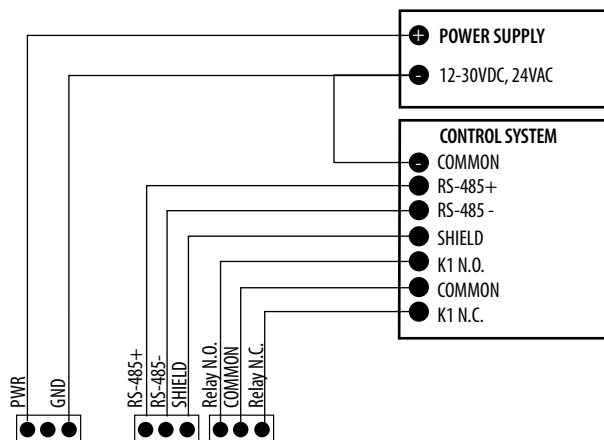 + POWER SUPPLY
- 12-30VDC, 24VAC
CONTROL SYSTEM
- COMMON
RS-485+
RS-485 -
SHIELD
K1 N.O.
COMMON
K1 N.C.
PWR
GND
RS-485+
RS-485-
SHIELD
Relay N.O.
COMMON
Relay N.C.